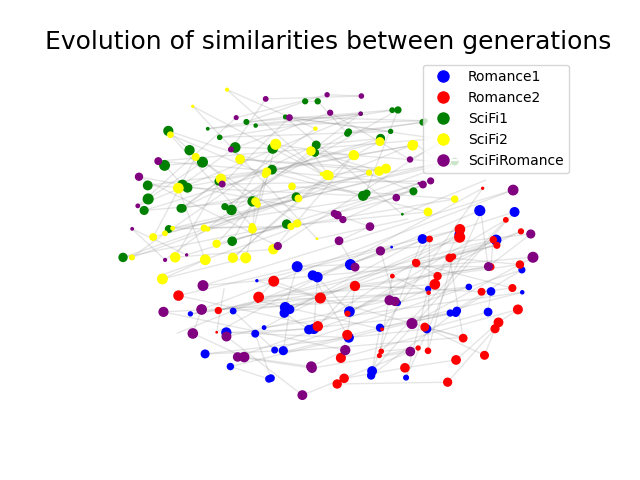 Evolution of similarities between generations
Romance1
Romance2
SciFi1
SciFi2
SciFiRomance